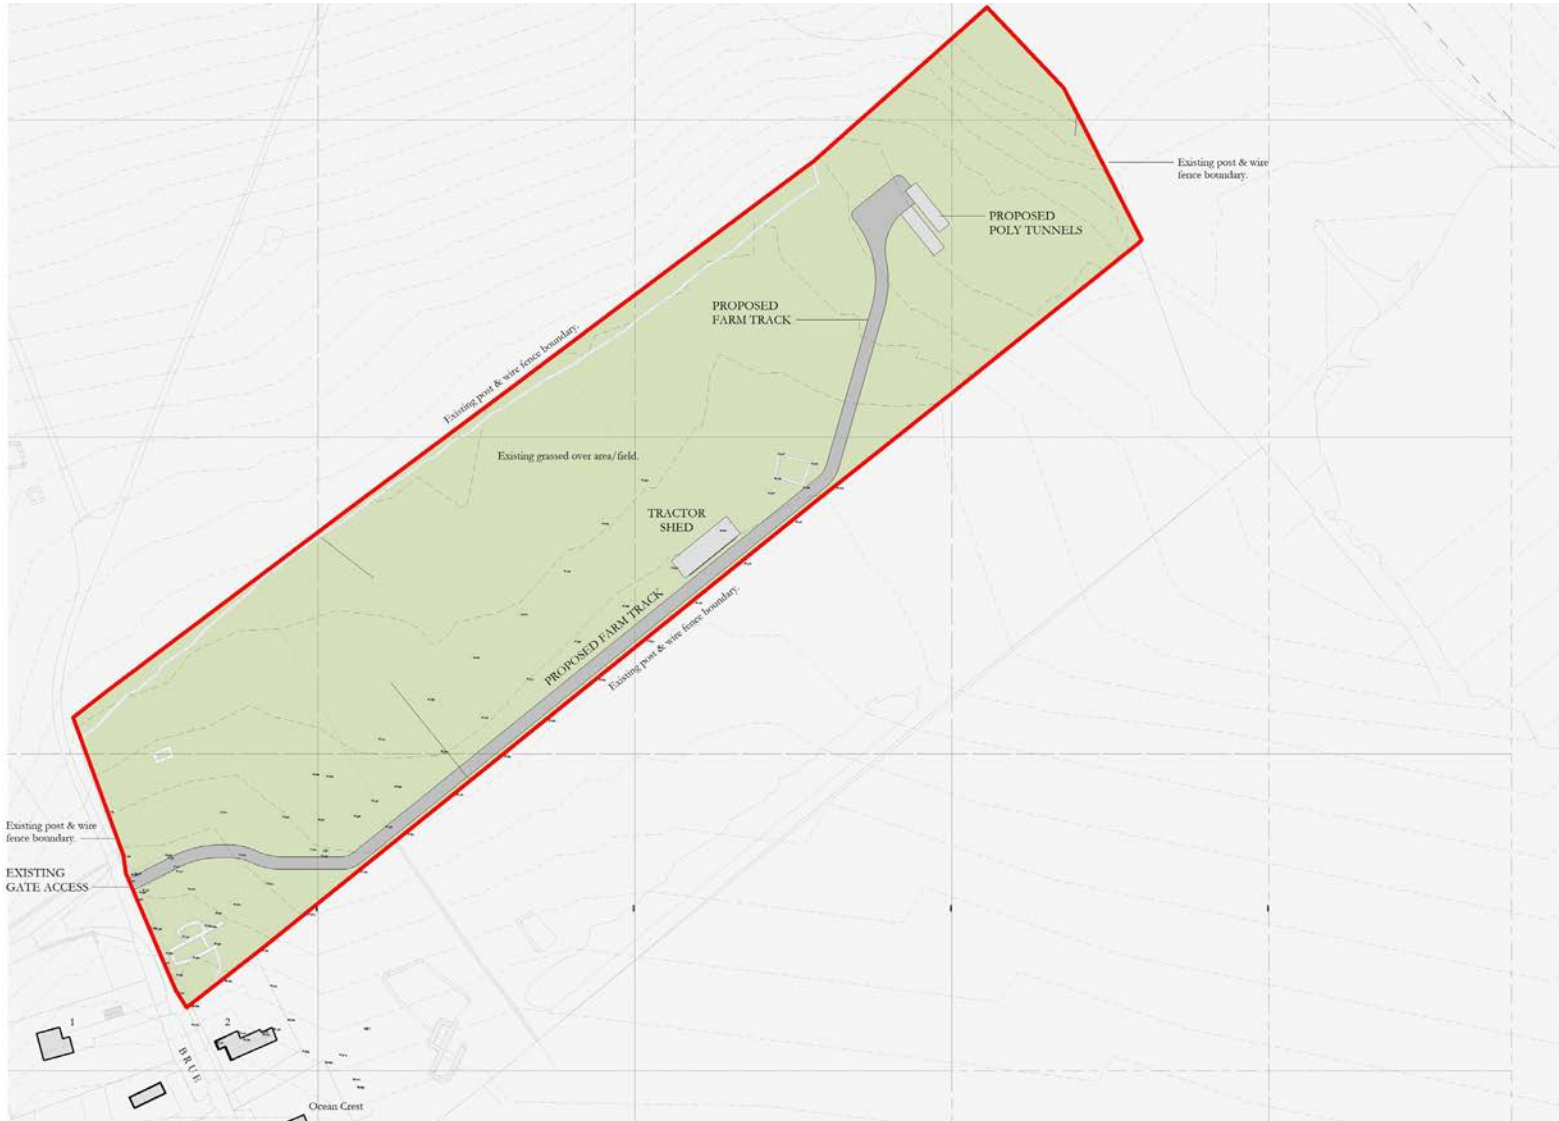 Existing post & wire
fence boundary.
PROPOSED
POLY TUNNELS
PROPOSED
FARM TRACK
Existing post & wire fence boundary.
Existing grassed over area/field.
TRACTOR
SHED
PROPOSED FARM TRACK
Existing post & wire fence boundary.
Existing post & wire
fence boundary.
EXISTING
GATE ACCESS
1
2
BRUE
Ocean Crest